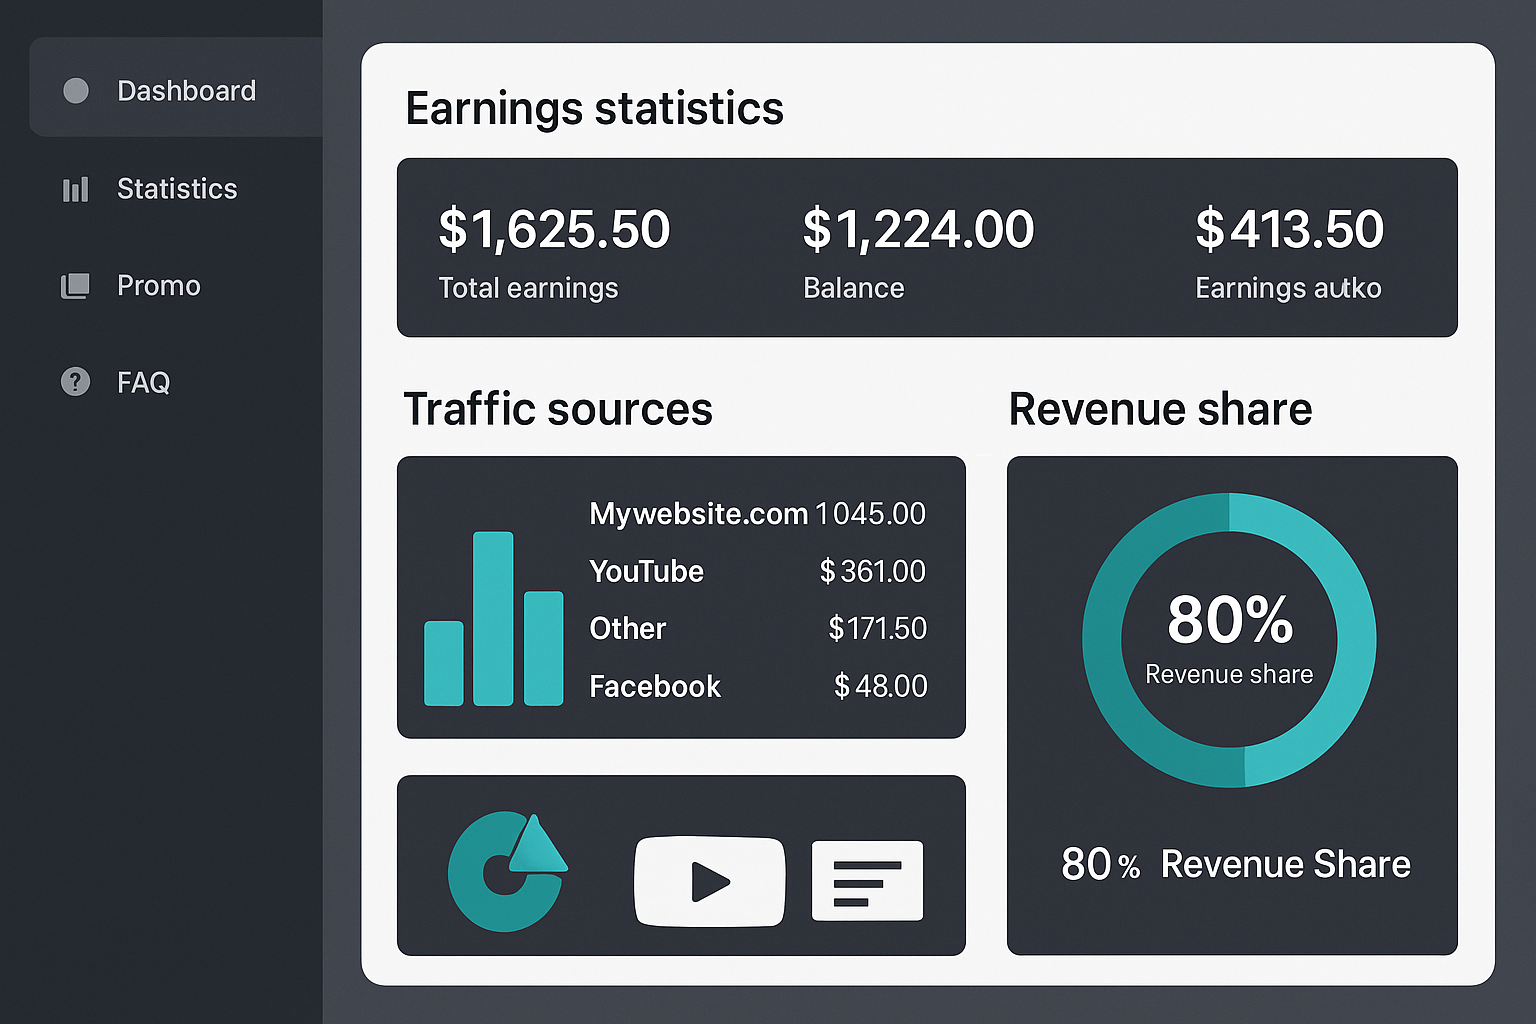 Dashboard
Statistics
Promo
? FAQ
Earnings statistics
$1,625.50 $1,224.00 $413.50
Total earnings Balance Earnings autko
Traffic sources
Mywebsite.com 1045.00
YouTube $361.00
Other $171.50
Facebook $48.00
Revenue share
80%
Revenue share
80% Revenue Share